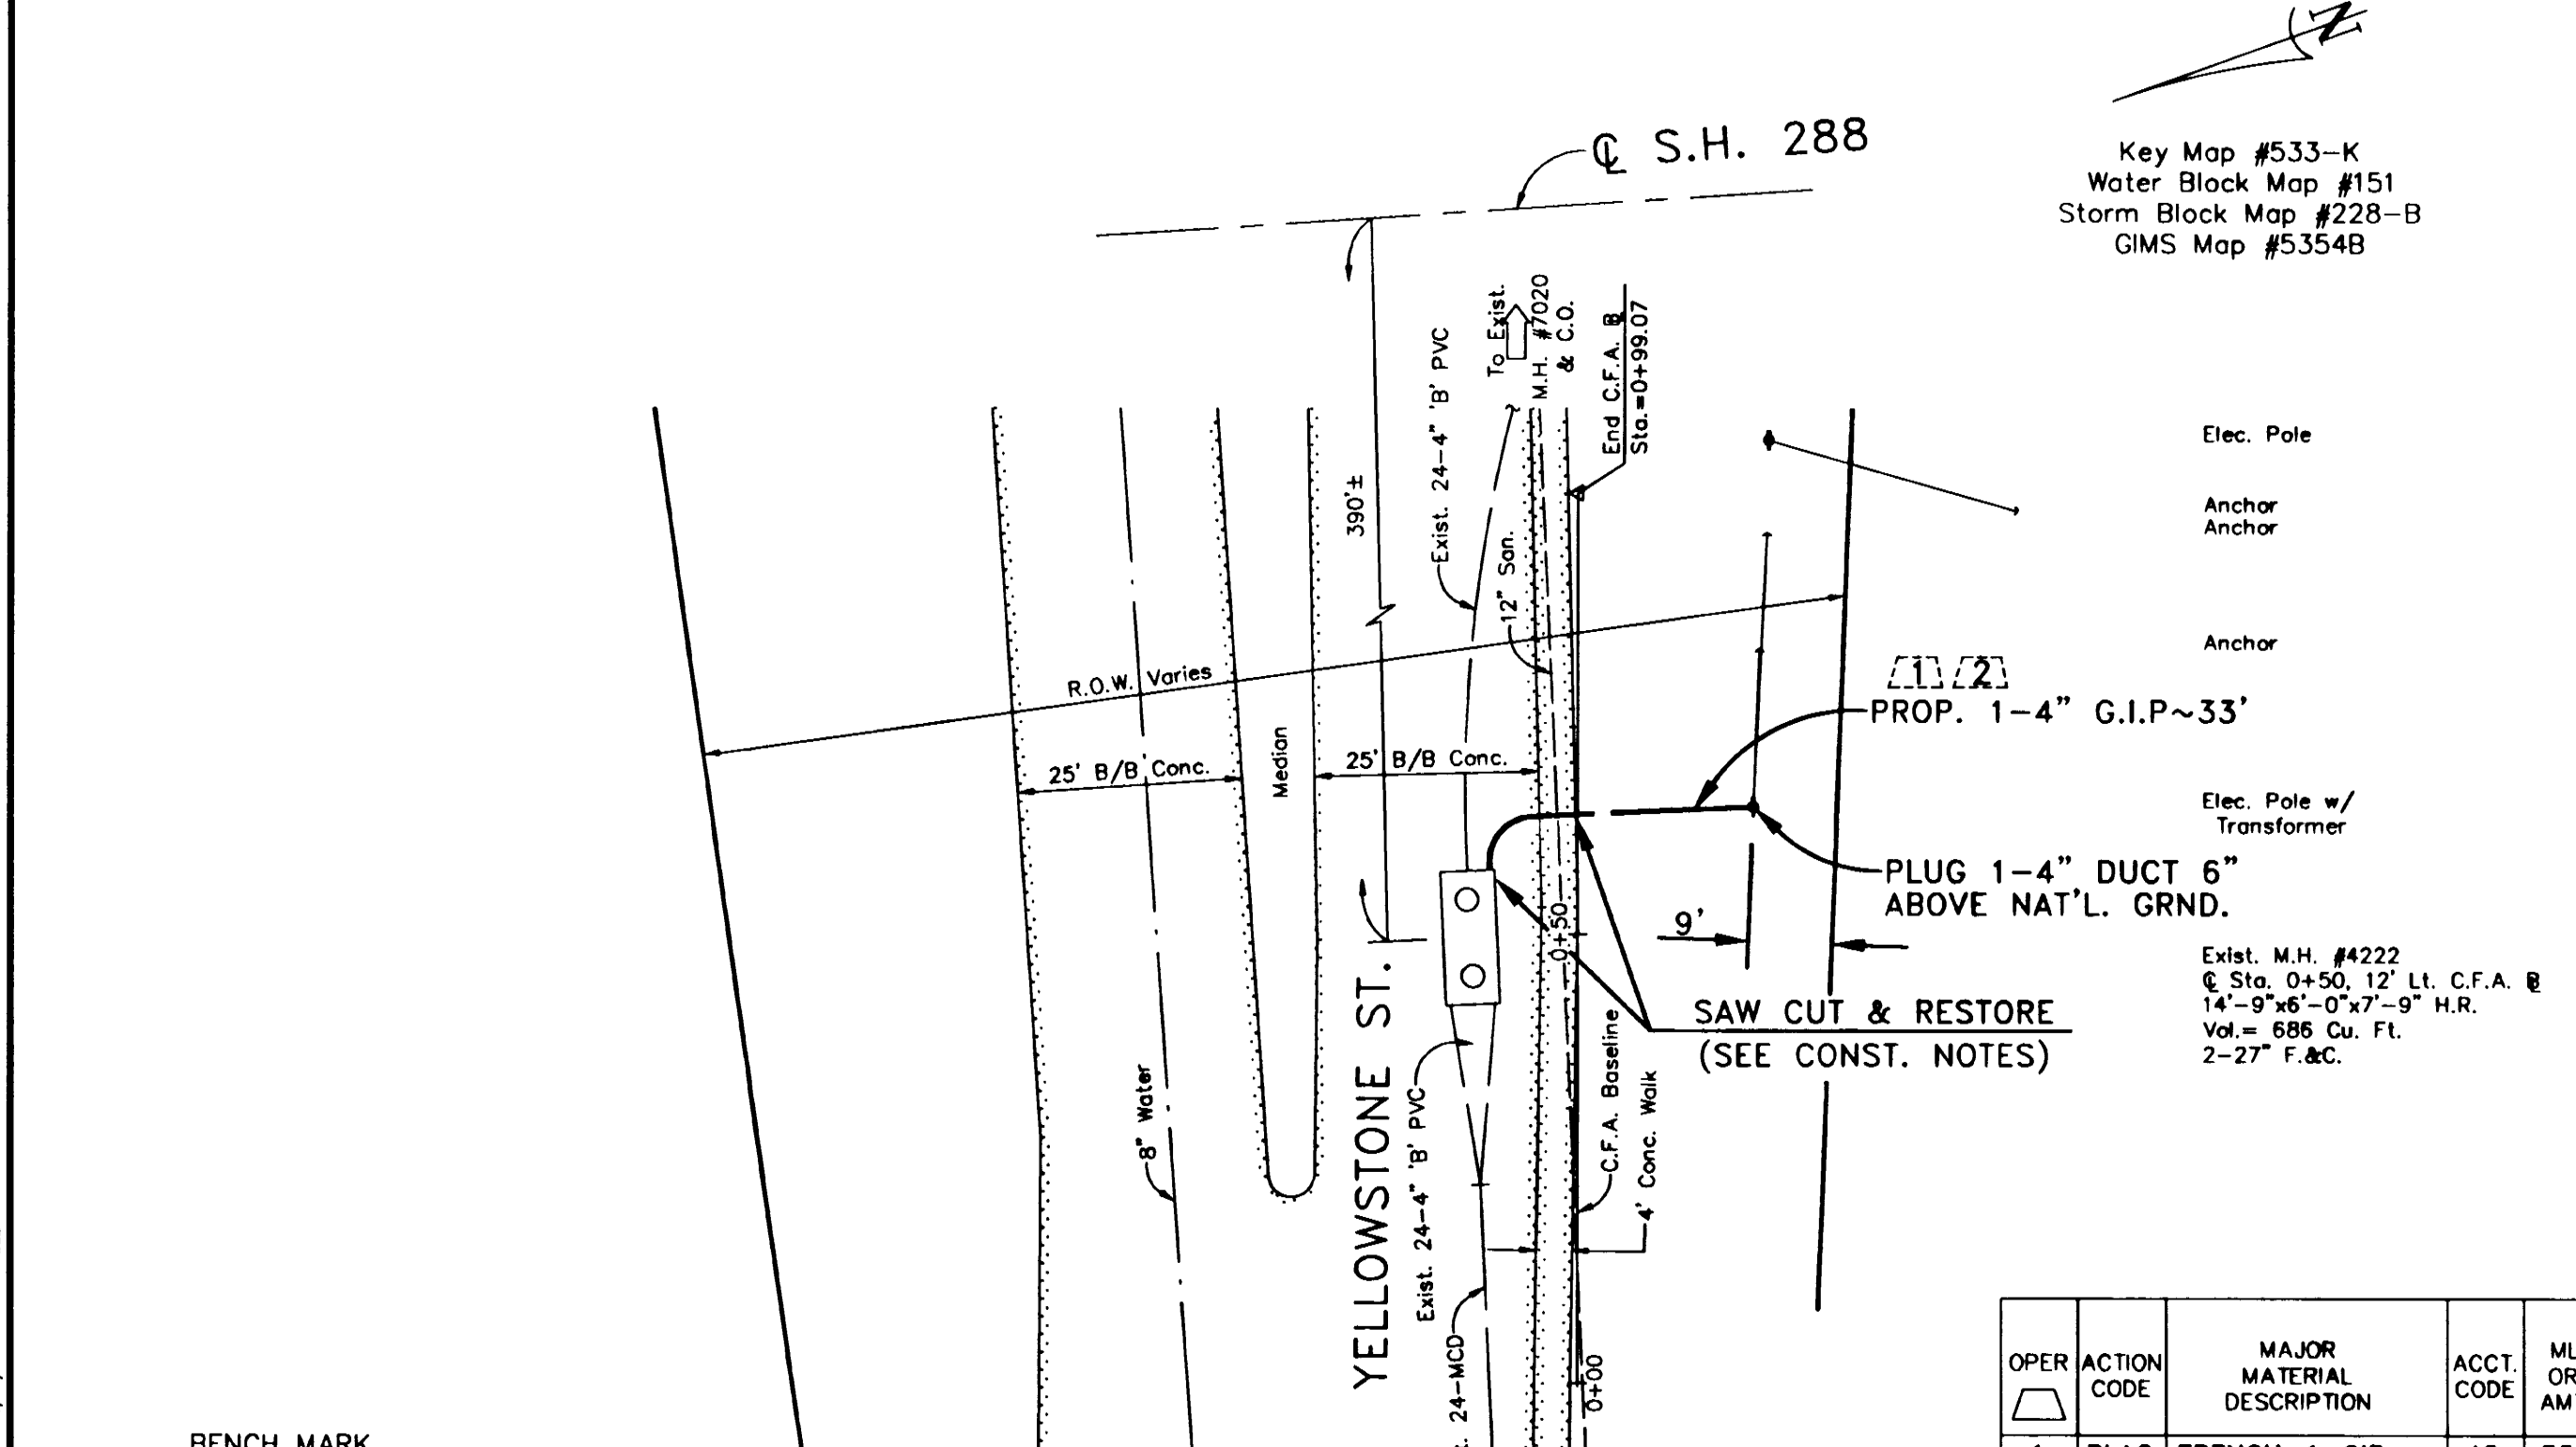 N
℄ S.H. 288
Key Map #533-K
Water Block Map #151
Storm Block Map #228-B
GIMS Map #5354B
To Exist.
M.H. #7020
& C.O.
End C.F.A. B
Sta.=0+99.07
Exist. 24-4" 'B' PVC
390'±
12" San.
Elec. Pole
Anchor
Anchor
Anchor
R.O.W. Varies
1 2
PROP. 1-4" G.I.P~33'
25' B/B Conc.
Median
25' B/B Conc.
Elec. Pole w/
Transformer
PLUG 1-4" DUCT 6"
ABOVE NAT'L. GRND.
9'
0+50
Exist. M.H. #4222
℄ Sta. 0+50, 12' Lt. C.F.A. B
14'-9"x6'-0"x7'-9" H.R.
Vol.= 686 Cu. Ft.
2-27" F.&C.
SAW CUT & RESTORE
(SEE CONST. NOTES)
YELLOWSTONE ST.
8" Water
Exist. 24-4" 'B' PVC
C.F.A. Baseline
4' Conc. Walk
24-MCD
0+00
OPER
ACTION
CODE
MAJOR
MATERIAL
DESCRIPTION
ACCT.
CODE
BENCH MARK